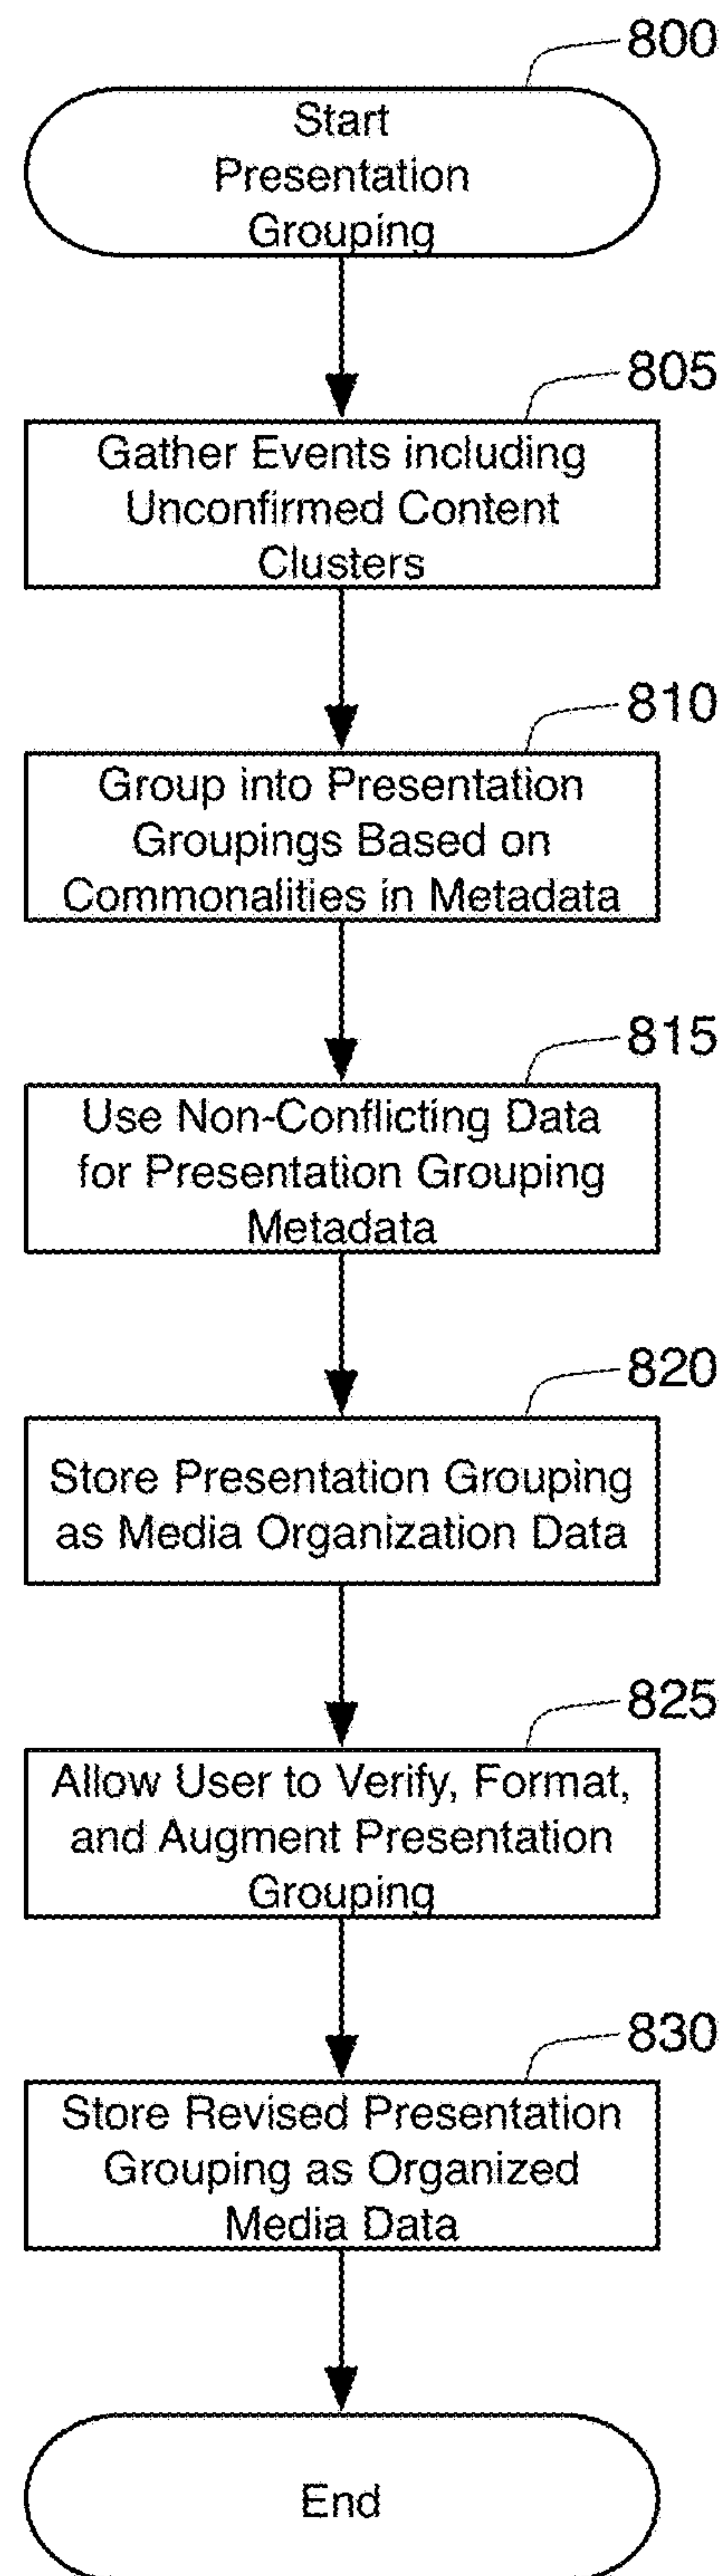 800
Start
Presentation
Grouping
805
Gather Events including
Unconfirmed Content
Clusters
810
Group into Presentation
Groupings Based on
Commonalities in Metadata
815
Use Non-Conflicting Data
for Presentation Grouping
Metadata
820
Store Presentation Grouping
as Media Organization Data
825
Allow User to Verify, Format,
and Augment Presentation
Grouping
830
Store Revised Presentation
Grouping as Organized
Media Data
End